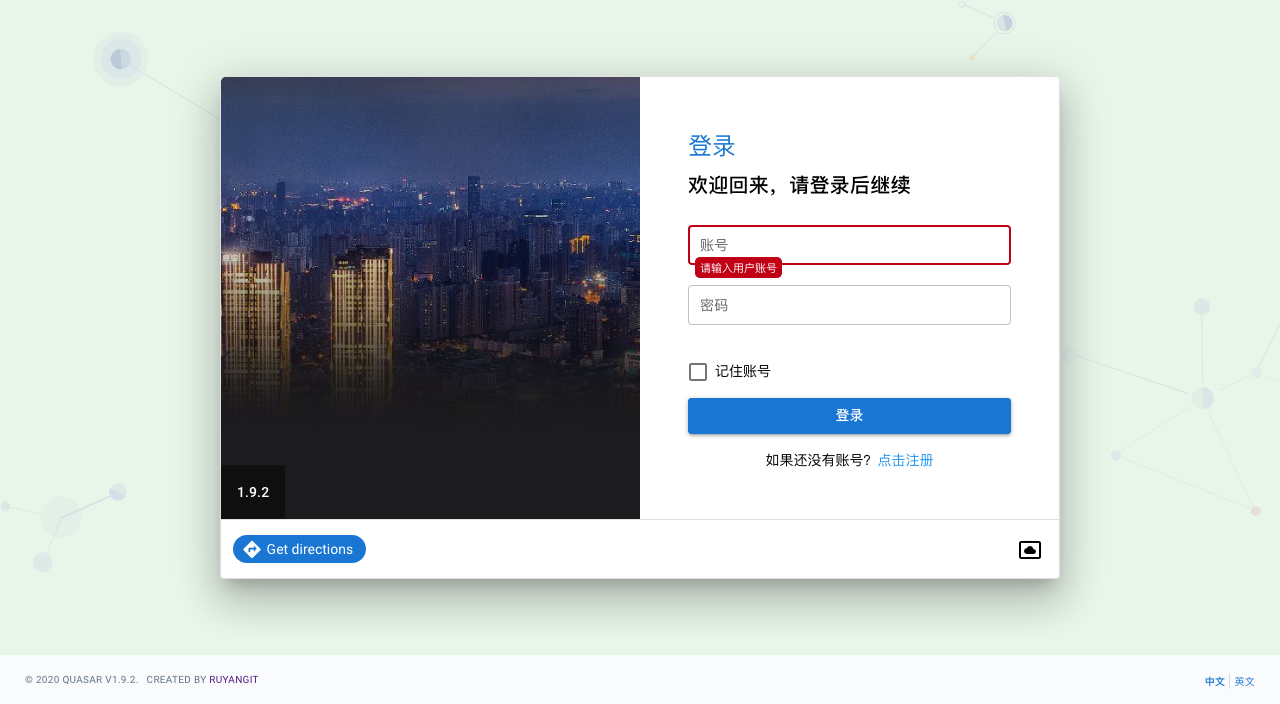 登录
欢迎回来，请登录后继续
账号
请输入用户账号
密码
记住账号
登录
如果还没有账号? 点击注册
1.9.2
Get directions
© 2020 QUASAR V1.9.2. CREATED BY RUYANGIT
中文 英文